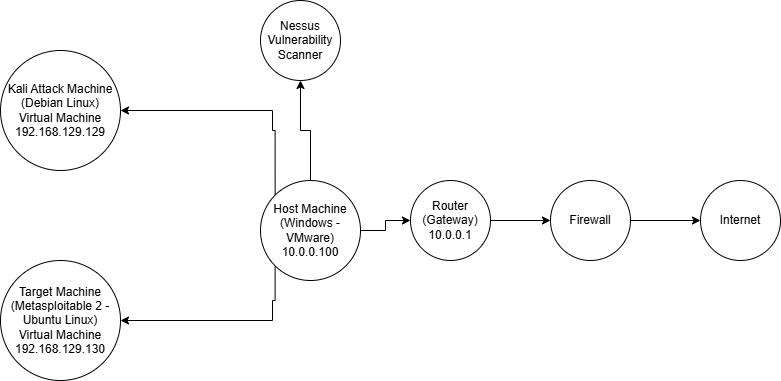 Nessus
Vulnerability
Scanner
Kali Attack Machine
(Debian Linux)
Virtual Machine
192.168.129.129
Host Machine
(Windows -
VMware)
10.0.0.100
Router
(Gateway)
10.0.0.1
Firewall
Internet
Target Machine
(Metasploitable 2 -
Ubuntu Linux)
Virtual Machine
192.168.129.130